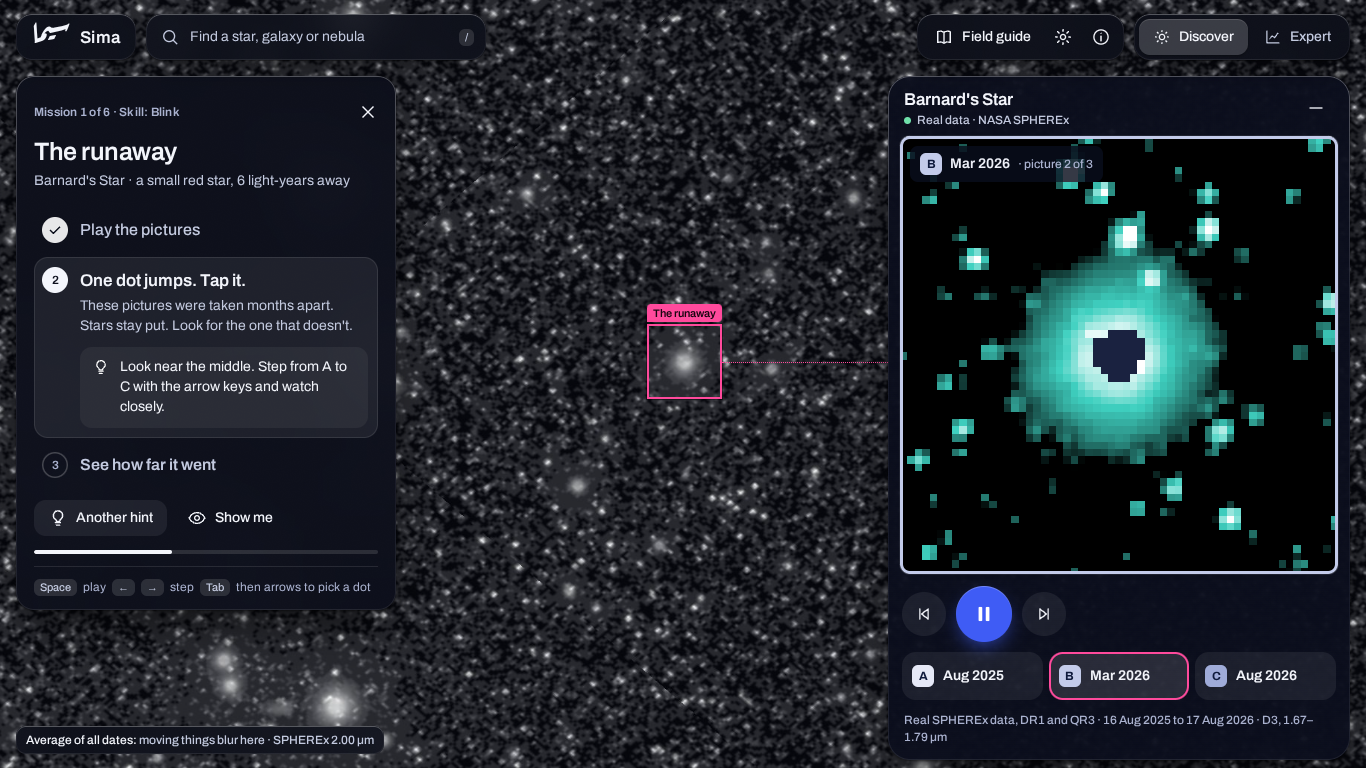 Sima
Find a star, galaxy or nebula
/
Field guide
Discover
Expert
Mission 1 of 6 · Skill: Blink
The runaway
Barnard's Star · a small red star, 6 light-years away
Play the pictures
2
One dot jumps. Tap it.
These pictures were taken months apart.
Stars stay put. Look for the one that doesn't.
Look near the middle. Step from A to
C with the arrow keys and watch
closely.
3
See how far it went
Another hint
Show me
Space play ← → step Tab then arrows to pick a dot
The runaway
Average of all dates: moving things blur here · SPHEREx 2.00 µm
Barnard's Star
Real data · NASA SPHEREx
B Mar 2026 · picture 2 of 3
A Aug 2025
B Mar 2026
C Aug 2026
Real SPHEREx data, DR1 and QR3 · 16 Aug 2025 to 17 Aug 2026 · D3, 1.67–
1.79 µm